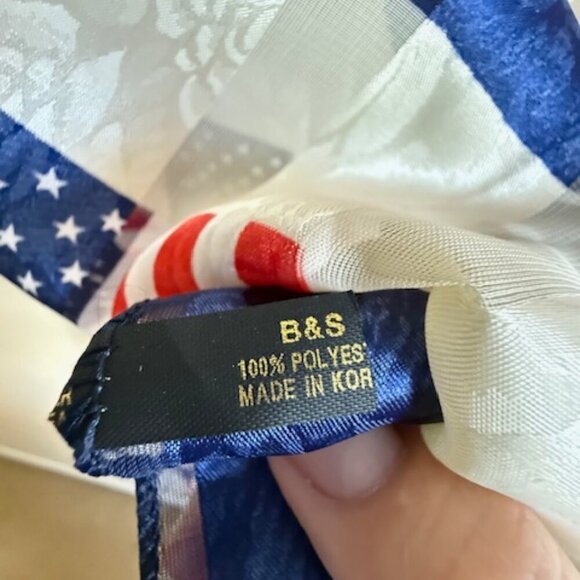 B&S
100% POLYES
MADE IN KOR